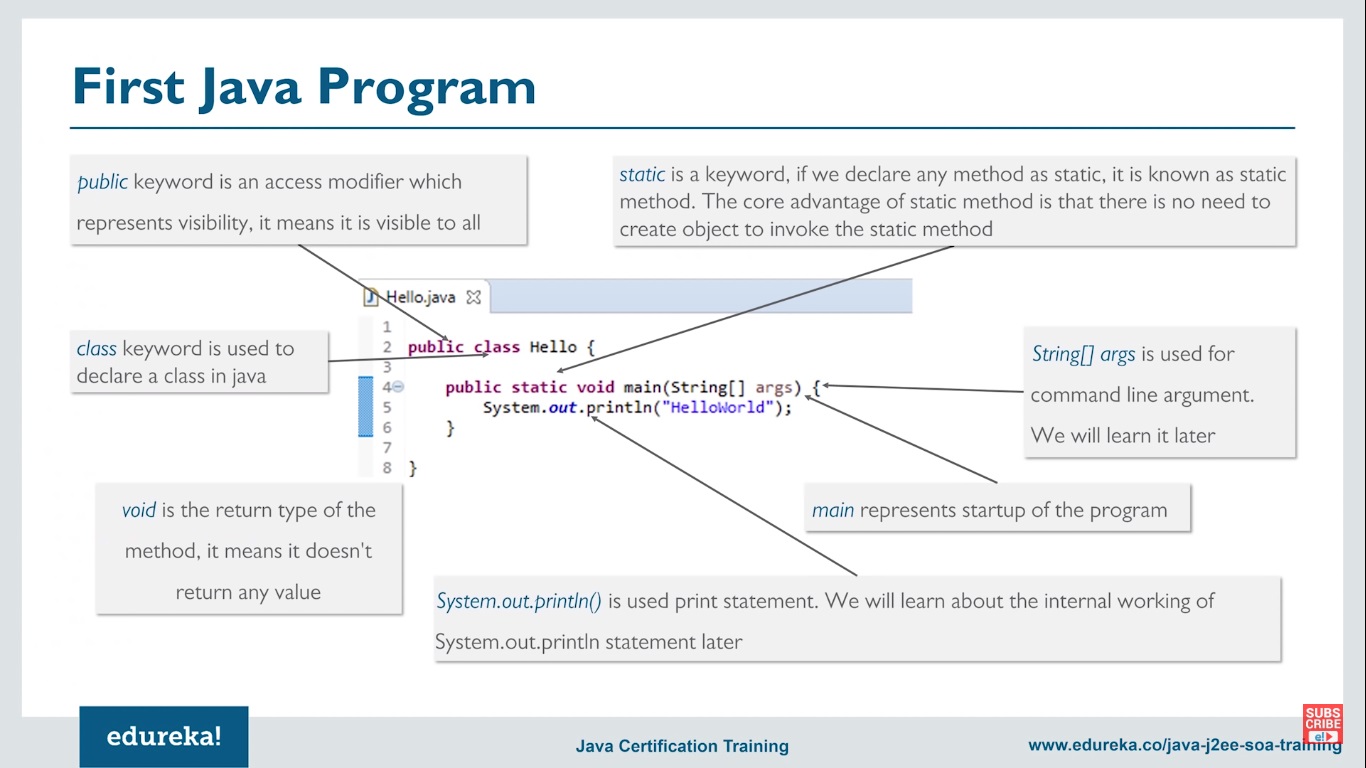 First Java Program
public keyword is an access modifier which
represents visibility, it means it is visible to all
static is a keyword, if we declare any method as static, it is known as static
method. The core advantage of static method is that there is no need to
create object to invoke the static method
Hello.java
class keyword is used to
declare a class in java
1
2 public class Hello {
3
4 public static void main(String[] args) {
5 System.out.println("HelloWorld");
6 }
7
8 }
String[] args is used for
command line argument.
We will learn it later
void is the return type of the
method, it means it doesn't
return any value
main represents startup of the program
System.out.println() is used print statement. We will learn about the internal working of
System.out.println statement later
edureka!
Java Certification Training
www.edureka.co/java-j2ee-soa-training
SUBS
CRIBE
e!